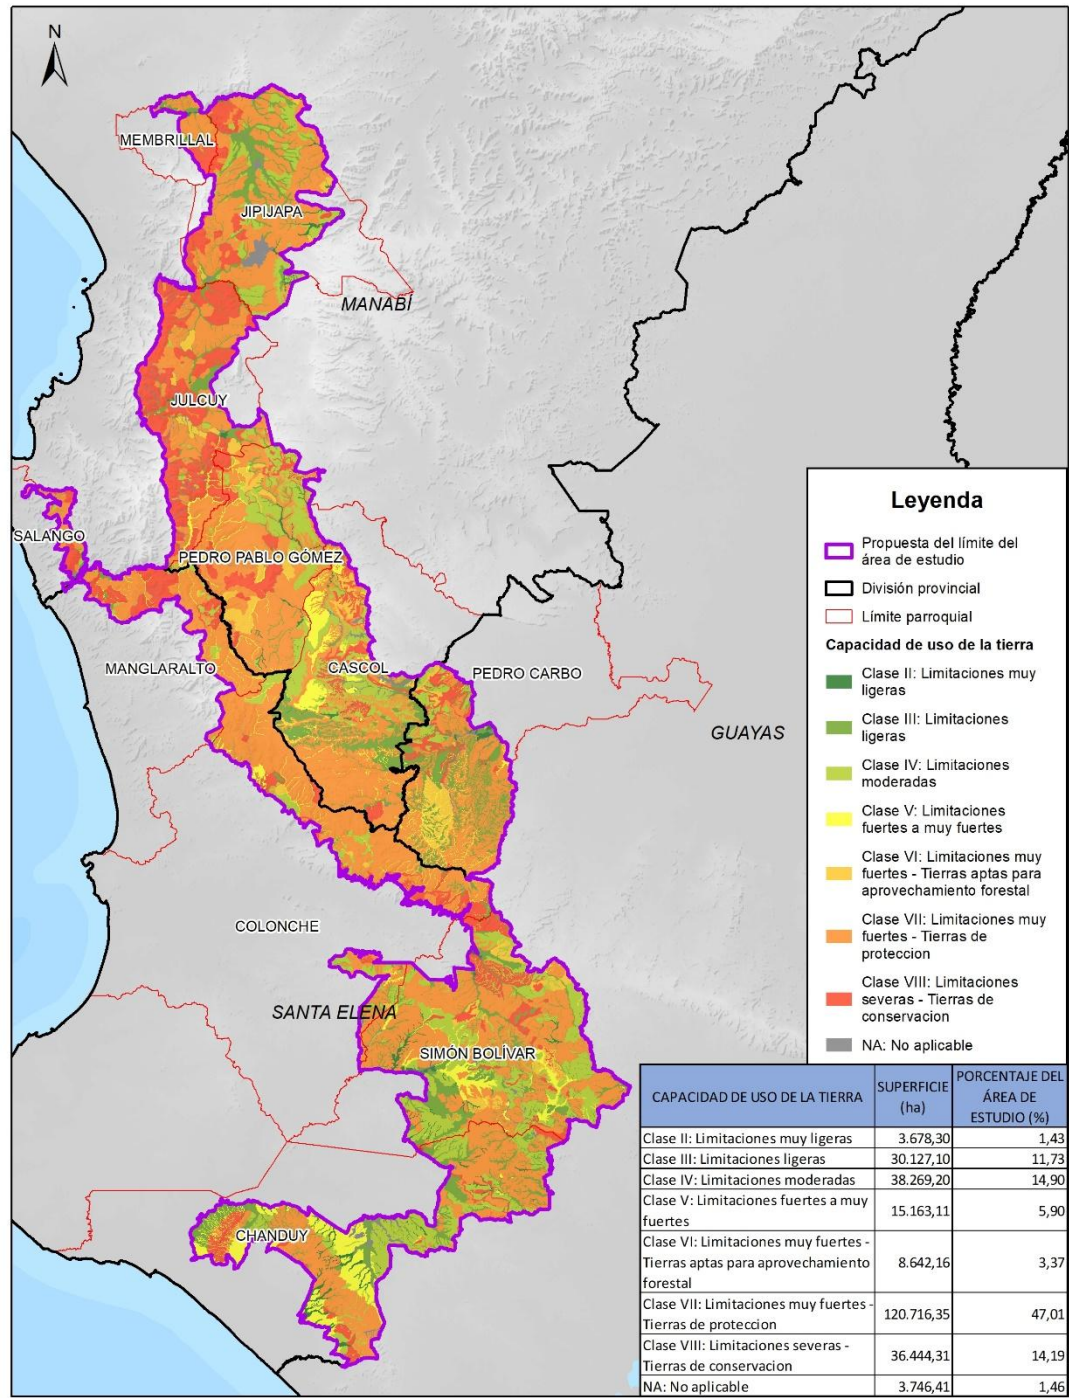 N
MEMBRILLAL
JIPIJAPA
MANABÍ
JULCUY
SALANGO
PEDRO PABLO GÓMEZ
MANGLARALTO
CASCOL
PEDRO CARBO
GUAYAS
COLONCHE
SANTA ELENA
SIMÓN BOLÍVAR
CHANDUY
Leyenda
Propuesta del límite del
área de estudio
División provincial
Límite parroquial
Capacidad de uso de la tierra
Clase II: Limitaciones muy
ligeras
Clase III: Limitaciones
ligeras
Clase IV: Limitaciones
moderadas
Clase V: Limitaciones
fuertes a muy fuertes
Clase VI: Limitaciones muy
fuertes - Tierras aptas para
aprovechamiento forestal
Clase VII: Limitaciones muy
fuertes - Tierras de
proteccion
Clase VIII: Limitaciones
severas - Tierras de
conservacion
NA: No aplicable
CAPACIDAD DE USO DE LA TIERRA
SUPERFICIE
(ha)
PORCENTAJE DEL
ÁREA DE
ESTUDIO (%)
Clase II: Limitaciones muy ligeras 3.678,30 1,43
Clase III: Limitaciones ligeras 30.127,10 11,73
Clase IV: Limitaciones moderadas 38.269,20 14,90
Clase V: Limitaciones fuertes a muy
fuertes 15.163,11 5,90
Clase VI: Limitaciones muy fuertes -
Tierras aptas para aprovechamiento 8.642,16 3,37
forestal
Clase VII: Limitaciones muy fuertes -
Tierras de proteccion 120.716,35 47,01
Clase VIII: Limitaciones severas -
Tierras de conservacion 36.444,31 14,19
NA: No aplicable 3.746,41 1,46